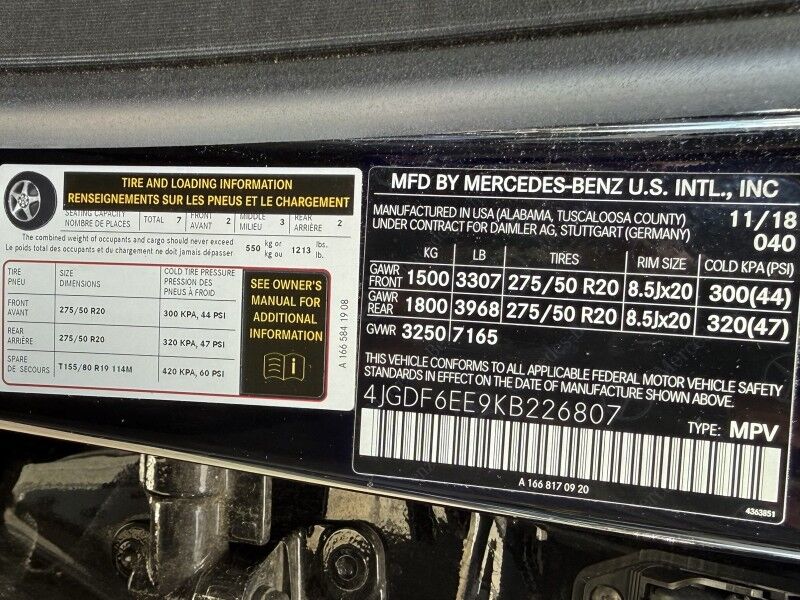 TIRE AND LOADING INFORMATION
RENSEIGNEMENTS SUR LES PNEUS ET LE CHARGEMENT
SEATING CAPACITY
NOMBRE DE PLACES
TOTAL 7
FRONT
AVANT 2
MIDDLE
MILIEU 3
REAR
ARRIÈRE 2
The combined weight of occupants and cargo should never exceed
Le poids total des occupants et du chargement ne doit jamais dépasser
550 kg or
kg ou
1213 lbs.
lb.
TIRE
PNEU
SIZE
DIMENSIONS
COLD TIRE PRESSURE
PRESSION DES
PNEUS À FROID
FRONT
AVANT
275/50 R20
300 KPA, 44 PSI
REAR
ARRIÈRE
275/50 R20
320 KPA, 47 PSI
SPARE
DE SECOURS
T155/80 R19 114M
420 KPA, 60 PSI
SEE OWNER'S
MANUAL FOR
ADDITIONAL
INFORMATION
A 166 584 19 08
MFD BY MERCEDES-BENZ U.S. INTL., INC
MANUFACTURED IN USA (ALABAMA, TUSCALOOSA COUNTY)
UNDER CONTRACT FOR DAIMLER AG, STUTTGART (GERMANY)
11/18
040
KG LB TIRES RIM SIZE COLD KPA(PSI)
GAWR
FRONT 1500 3307 275/50 R20 8.5Jx20 300(44)
GAWR
REAR 1800 3968 275/50 R20 8.5Jx20 320(47)
GWR 3250 7165
THIS VEHICLE CONFORMS TO ALL APPLICABLE FEDERAL MOTOR VEHICLE SAFETY
STANDARDS IN EFFECT ON THE DATE OF MANUFACTURE SHOWN ABOVE.
4JGDF6EE9KB226807
TYPE: MPV
A 166 817 09 20
4363851